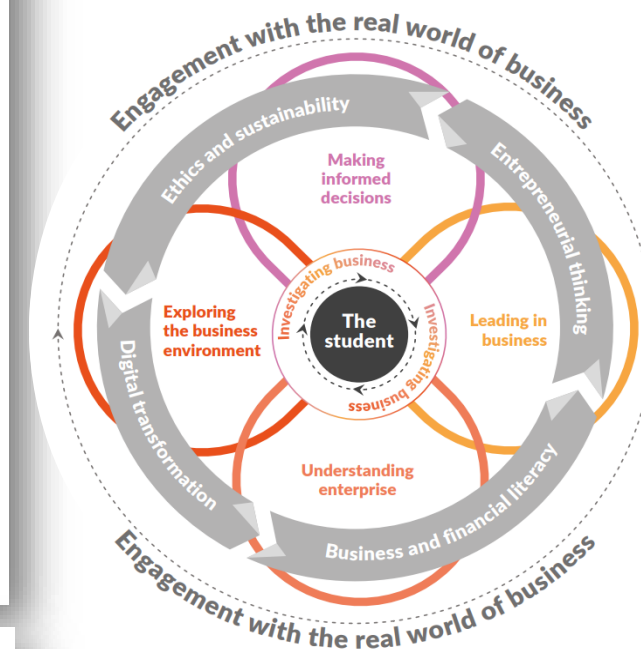 Engagement with the real world of business
Ethics and sustainability
Entrepreneurial thinking
Making
informed
decisions
Investigating business
Exploring
the business
environment
The
student
Investigating business
Leading in
business
Investigating business
Digital transformation
Understanding
enterprise
Business and financial literacy
Engagement with the real world of business